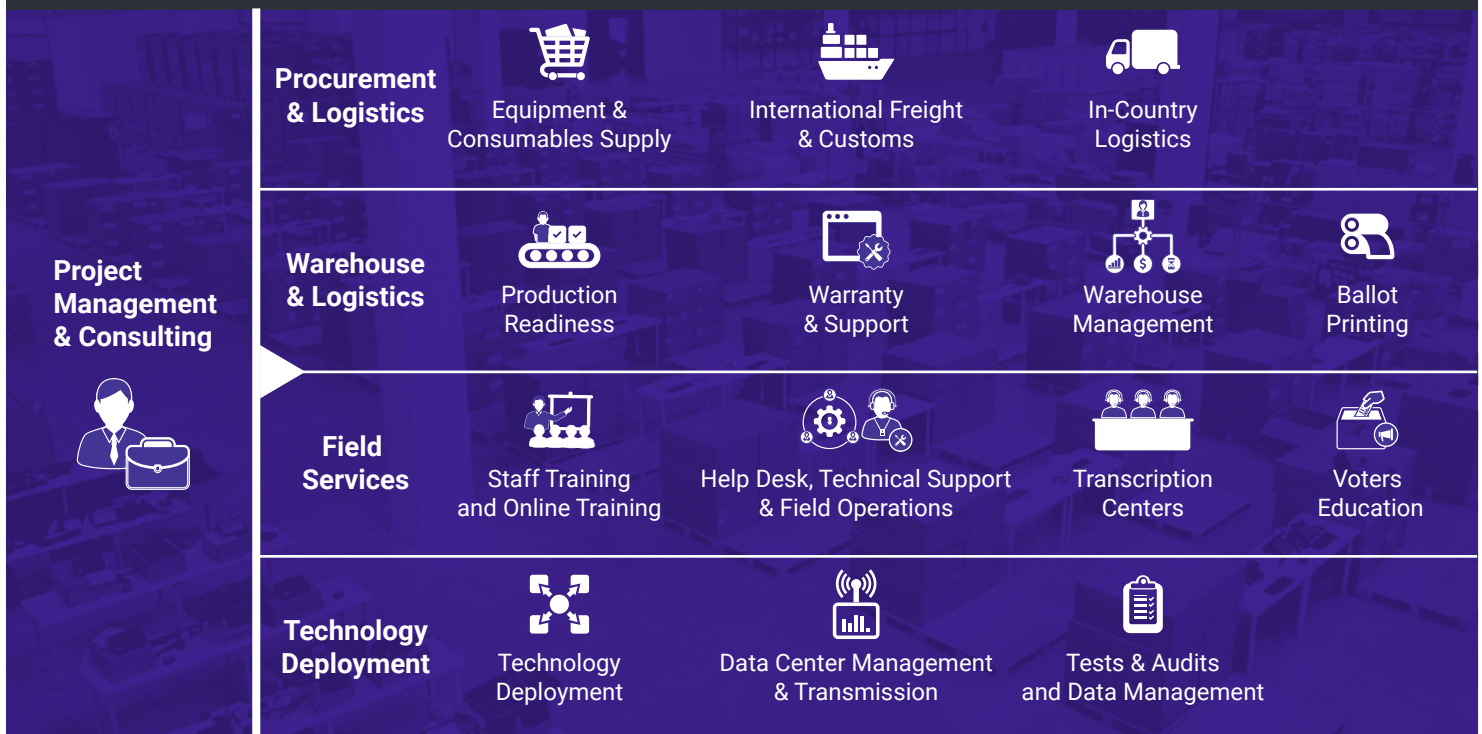 Project
Management
& Consulting
Procurement
& Logistics
Equipment &
Consumables Supply
International Freight
& Customs
In-Country
Logistics
Warehouse
& Logistics
Production
Readiness
Warranty
& Support
Warehouse
Management
Ballot
Printing
Field
Services
Staff Training
and Online Training
Help Desk, Technical Support
& Field Operations
Transcription
Centers
Voters
Education
Technology
Deployment
Technology
Deployment
Data Center Management
& Transmission
Tests & Audits
and Data Management